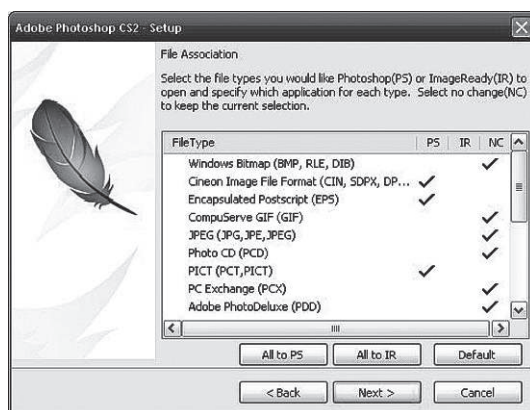 Adobe Photoshop CS2 - Setup
File Association
Select the file types you would like Photoshop(PS) or ImageReady(IR) to
open and specify which application for each type. Select no change(NC)
to keep the current selection.
FileType PS IR NC
Windows Bitmap (BMP, RLE, DIB)
Cineon Image File Format (CIN, SDPX, DP...
Encapsulated Postscript (EPS)
CompuServe GIF (GIF)
JPEG (JPG,JPE,JPEG)
Photo CD (PCD)
PICT (PCT,PICT)
PC Exchange (PCX)
Adobe PhotoDeluxe (PDD)
All to PS All to IR Default
< Back Next > Cancel